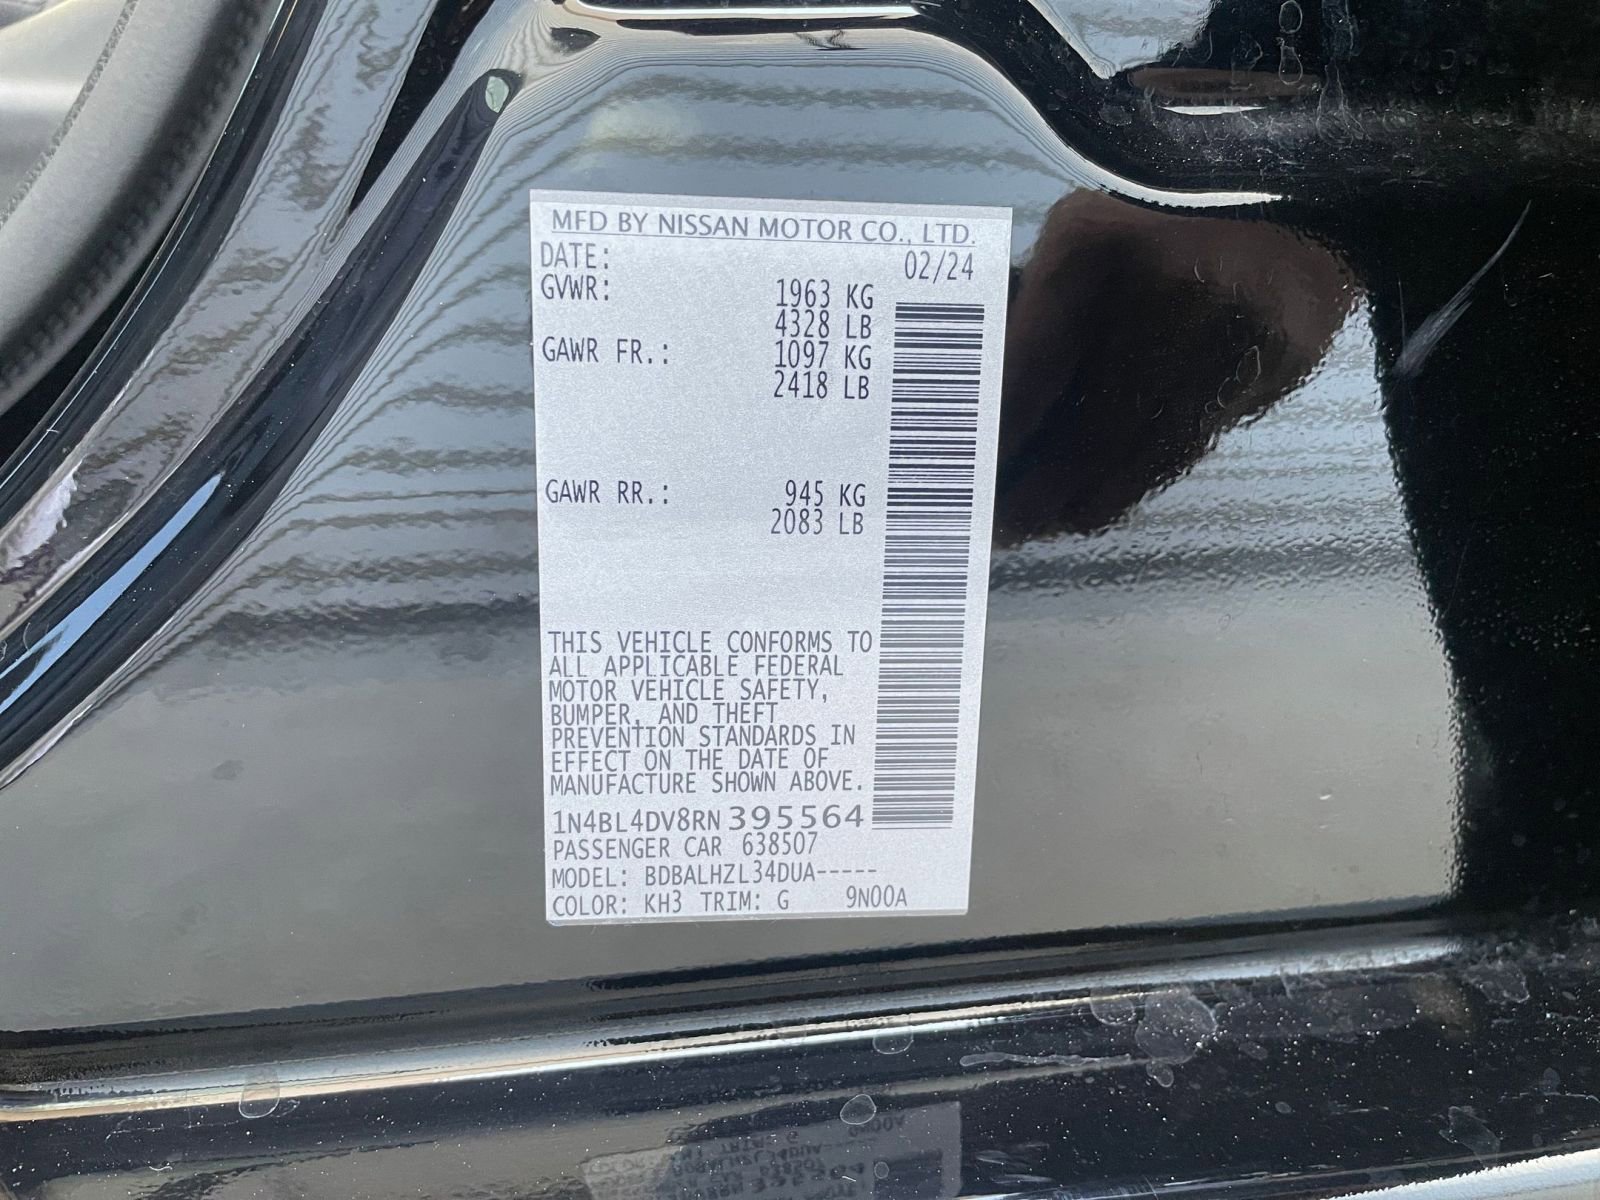 MFD BY NISSAN MOTOR CO., LTD.
DATE: 02/24
GVWR: 1963 KG
4328 LB
GAWR FR.: 1097 KG
2418 LB
GAWR RR.: 945 KG
2083 LB
THIS VEHICLE CONFORMS TO
ALL APPLICABLE FEDERAL
MOTOR VEHICLE SAFETY,
BUMPER, AND THEFT
PREVENTION STANDARDS IN
EFFECT ON THE DATE OF
MANUFACTURE SHOWN ABOVE.
1N4BL4DV8RN 395564
PASSENGER CAR 638507
MODEL: BDBALHZL34DUA-----
COLOR: KH3 TRIM: G 9N00A